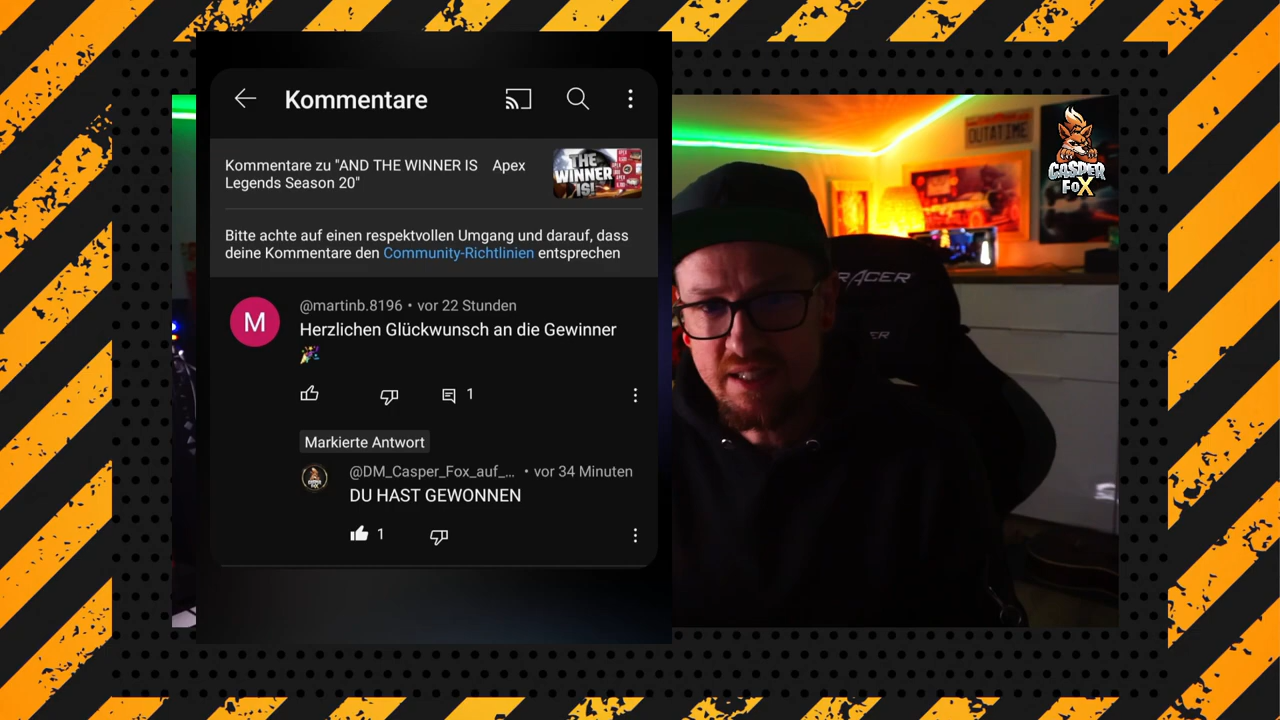 Kommentare
Kommentare zu "AND THE WINNER IS Apex
Legends Season 20"
THE
WINNER
IS!
Bitte achte auf einen respektvollen Umgang und darauf, dass
deine Kommentare den Community-Richtlinien entsprechen
M
@martinb.8196 • vor 22 Stunden
Herzlichen Glückwunsch an die Gewinner
🎉
1
Markierte Antwort
@DM_Casper_Fox_auf_... • vor 34 Minuten
DU HAST GEWONNEN
1
OUTATIME
CASPER
FOX
RACER
ER